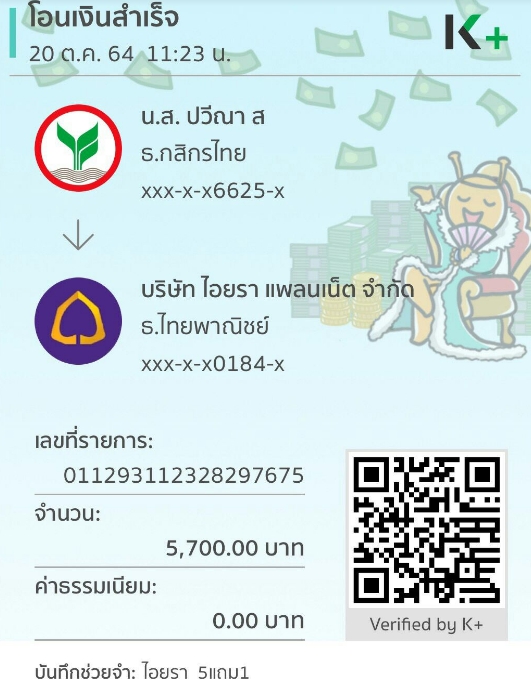 โอนเงินสำเร็จ
20 ต.ค. 64 11:23 น.
K+
น.ส. ปวีณา ส
ธ.กสิกรไทย
xxx-x-x6625-x
บริษัท ไอยรา แพลนเน็ต จำกัด
ธ.ไทยพาณิชย์
xxx-x-x0184-x
เลขที่รายการ:
011293112328297675
จำนวน:
5,700.00 บาท
ค่าธรรมเนียม:
0.00 บาท
Verified by K+
บันทึกช่วยจำ: ไอยรา 5แถม1